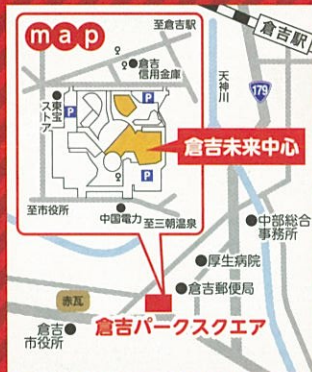 map
至倉吉駅
倉吉駅
倉吉
信用金庫
東宝
ストア
P
P
P
天神川
179
倉吉未来中心
至市役所
中国電力
至三朝温泉
中部総合
事務所
厚生病院
倉吉郵便局
赤瓦
倉吉
市役所
倉吉パークスクエア